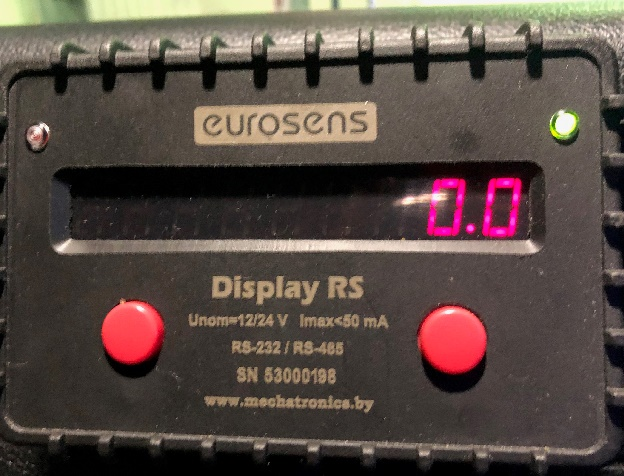 eurosens
0.0
Display RS
Unom=12/24 V Imax<50 mA
RS-232 / RS-485
SN 53000198
www.mechatronics.by